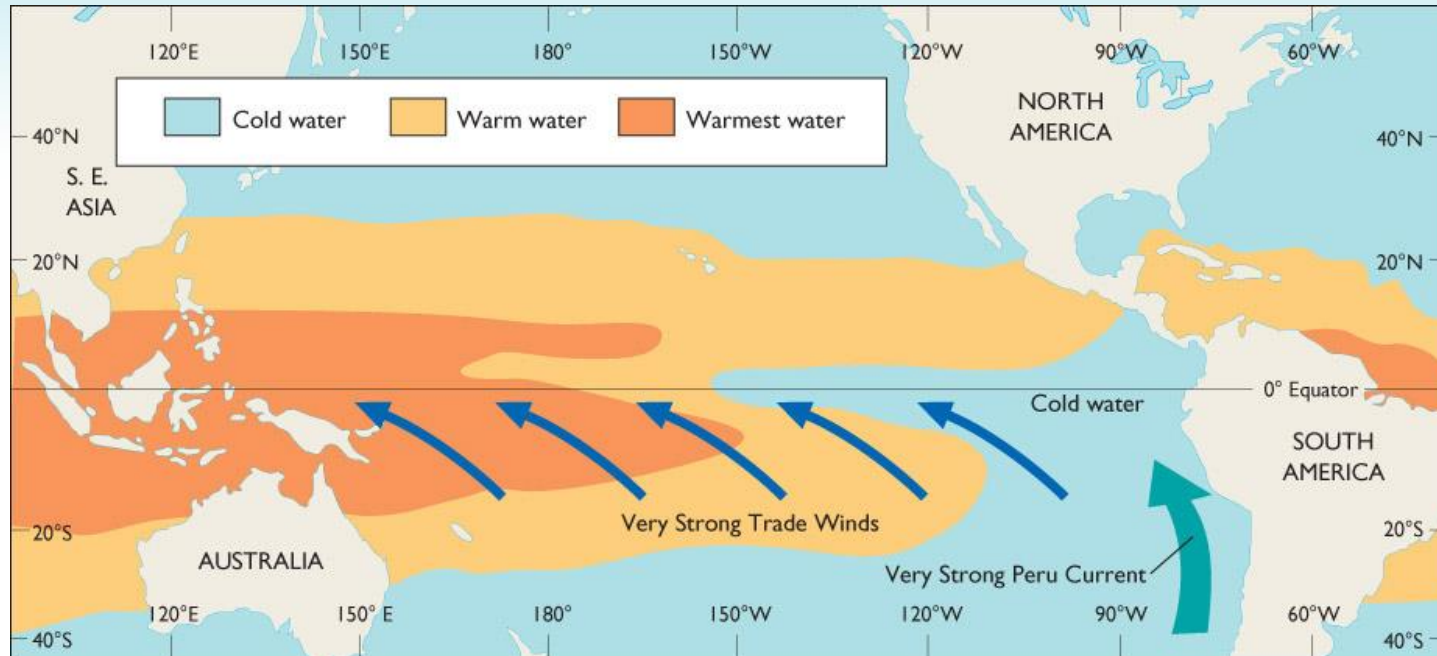 120°E 150°E 180° 150°W 120°W 90°W 60°W
Cold water Warm water Warmest water
NORTH
AMERICA
40°N 40°N
S. E.
ASIA
20°N 20°N
0° Equator
Cold water
SOUTH
AMERICA
Very Strong Trade Winds
20°S 20°S
AUSTRALIA
Very Strong Peru Current
120°E 150°E 180° 150°W 120°W 90°W 60°W
40°S 40°S